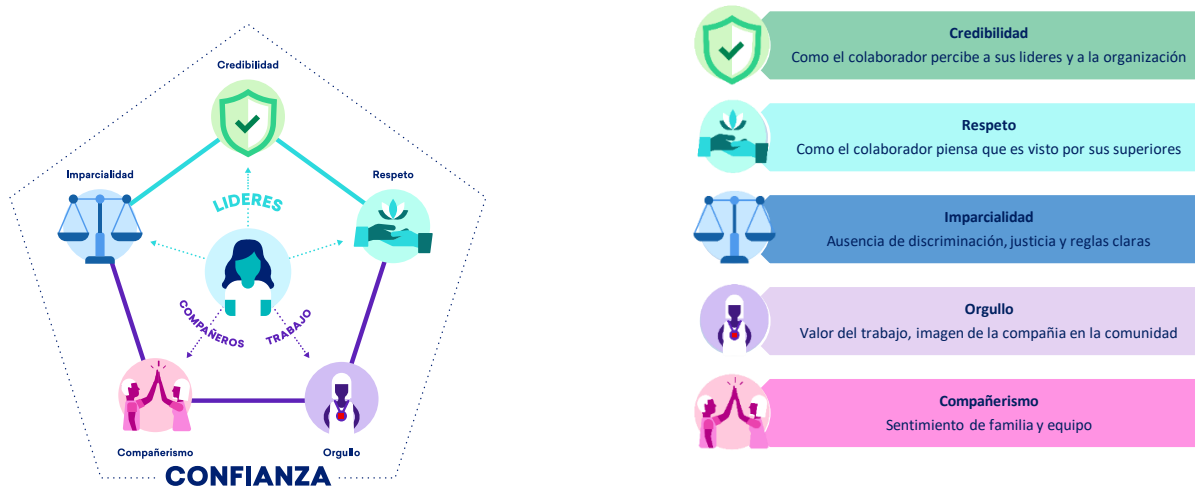 Credibilidad
Imparcialidad
Respeto
LIDERES
COMPAÑEROS
TRABAJO
Compañerismo
Orgullo
CONFIANZA
Credibilidad
Como el colaborador percibe a sus lideres y a la organización
Respeto
Como el colaborador piensa que es visto por sus superiores
Imparcialidad
Ausencia de discriminación, justicia y reglas claras
Orgullo
Valor del trabajo, imagen de la compañia en la comunidad
Compañerismo
Sentimiento de familia y equipo